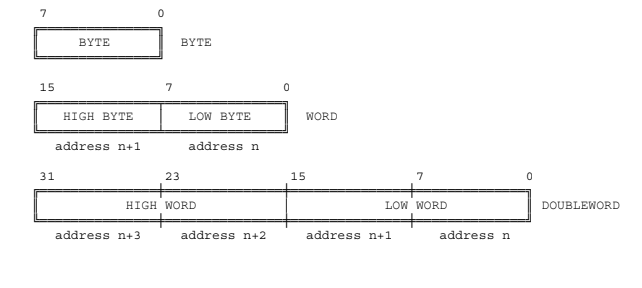 7 0
BYTE BYTE
15 7 0
HIGH BYTE LOW BYTE WORD
address n+1 address n
31 23 15 7 0
HIGH WORD LOW WORD DOUBLEWORD
address n+3 address n+2 address n+1 address n